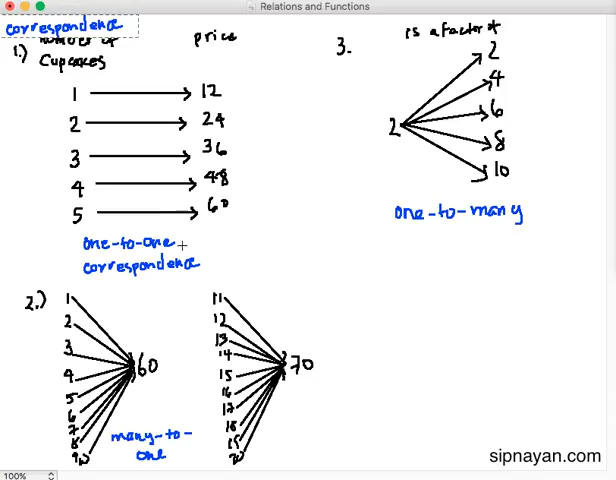 Relations and Functions
correspondence
1.) number of price
Cupcakes
1 12
2 24
3 36
4 48
5 60
one-to-one
correspondence
3. is a factor of
2
4
2 6
8
10
one-to-many
2.)
1
2
3
4 60
5
6
7
8
9
10
many-to-
one
11
12
13
14
15 70
16
17
18
19
20
sipnayan.com
100%